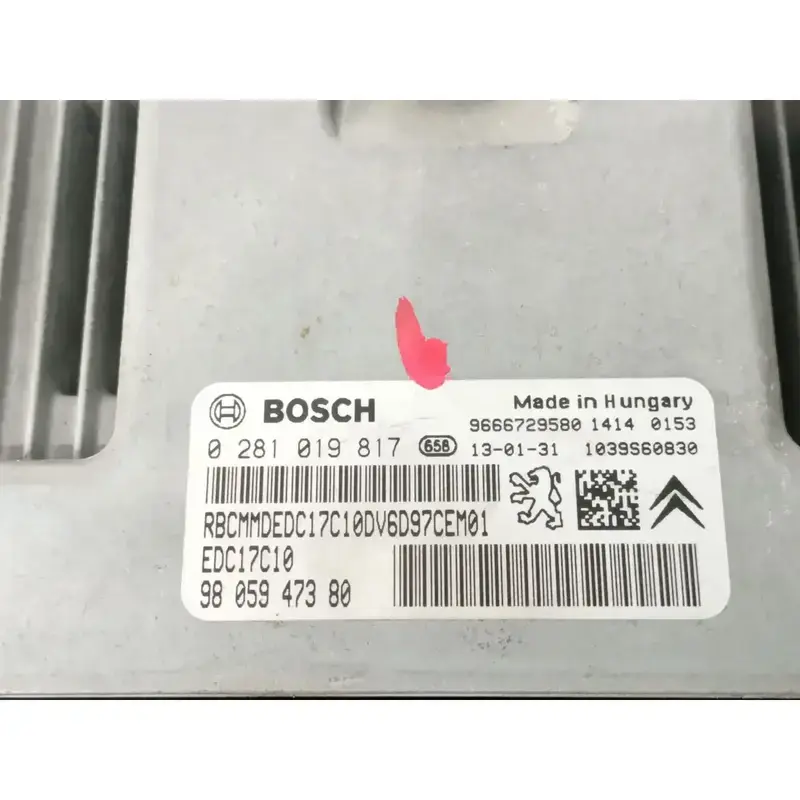 BOSCH Made in Hungary
9666729580 1414 0153
0 281 019 817 658 13-01-31 1039S60830
RBCMMDEDC17C10DV6D97CEM01
EDC17C10
98 059 473 80